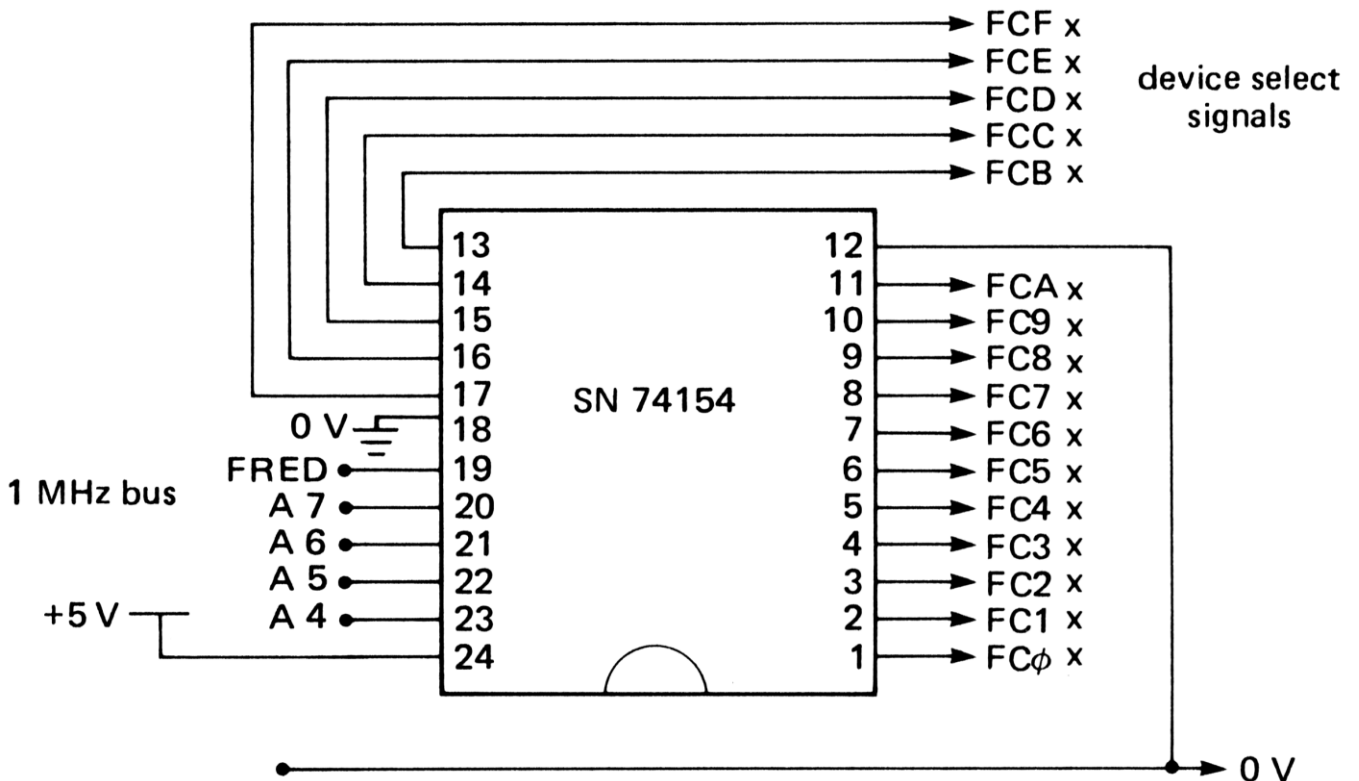 FCF x
FCE x
FCD x
FCC x
FCB x
device select
signals
13
14
15
16
17
18
19
20
21
22
23
24
SN 74154
12
11
10
9
8
7
6
5
4
3
2
1
FCA x
FC9 x
FC8 x
FC7 x
FC6 x
FC5 x
FC4 x
FC3 x
FC2 x
FC1 x
FCϕ x
0 V
FRED
1 MHz bus
A 7
A 6
A 5
A 4
+5 V
0 V